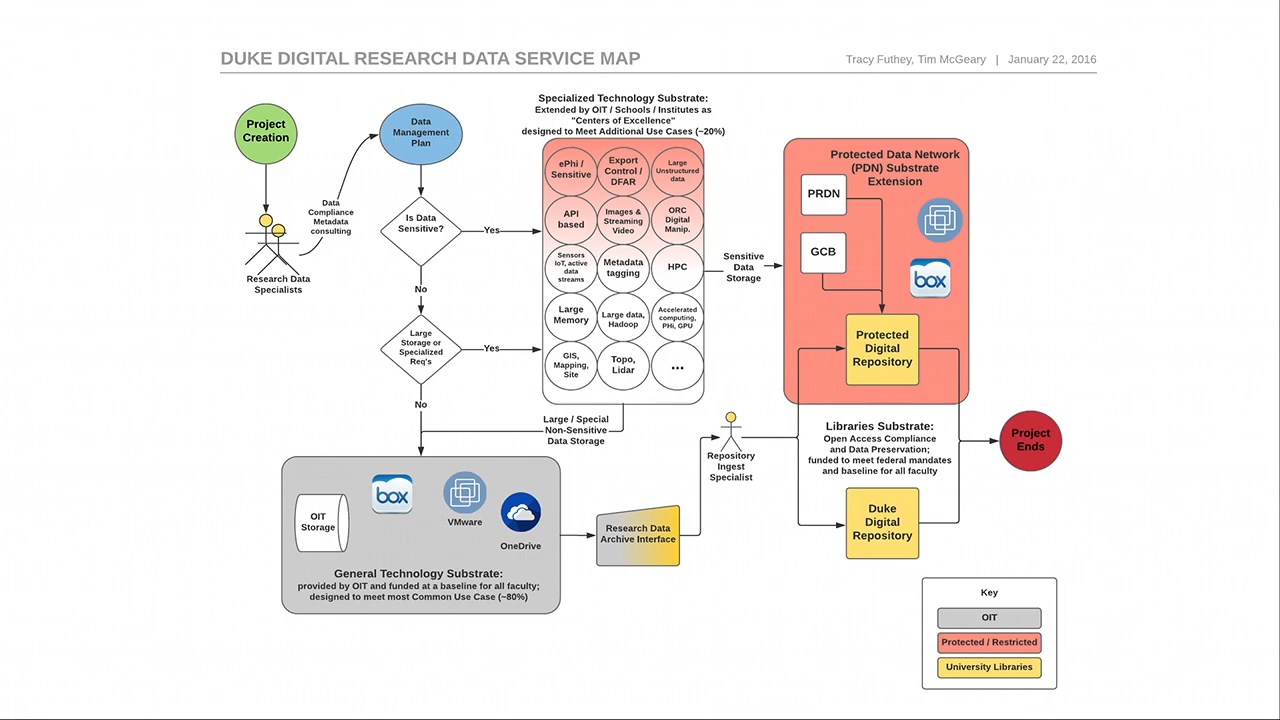 DUKE DIGITAL RESEARCH DATA SERVICE MAP
Tracy Futhey, Tim McGeary | January 22, 2016
Project
Creation
Data
Management
Plan
Data
Compliance
Metadata
consulting
Research Data
Specialists
Is Data
Sensitive?
Yes
No
Large
Storage or
Specialized
Req's
Yes
No
Specialized Technology Substrate:
Extended by OIT / Schools / Institutes as
"Centers of Excellence"
designed to Meet Additional Use Cases (~20%)
ePhi /
Sensitive
Export
Control /
DFAR
Large
Unstructured
data
API
based
Images &
Streaming
Video
ORC
Digital
Manip.
Sensors
IoT, active
data
streams
Metadata
tagging
HPC
Large
Memory
Large data,
Hadoop
Accelerated
computing,
PHi, GPU
GIS,
Mapping,
Site
Topo,
Lidar
...
Large / Special
Non-Sensitive
Data Storage
Sensitive
Data
Storage
Protected Data Network
(PDN) Substrate
Extension
PRDN
GCB
box
Protected
Digital
Repository
Libraries Substrate:
Open Access Compliance
and Data Preservation;
funded to meet federal mandates
and baseline for all faculty
Duke
Digital
Repository
Project
Ends
Repository
Ingest
Specialist
Research Data
Archive Interface
OIT
Storage
box
VMware
OneDrive
General Technology Substrate:
provided by OIT and funded at a baseline for all faculty;
designed to meet most Common Use Case (~80%)
Key
OIT
Protected / Restricted
University Libraries